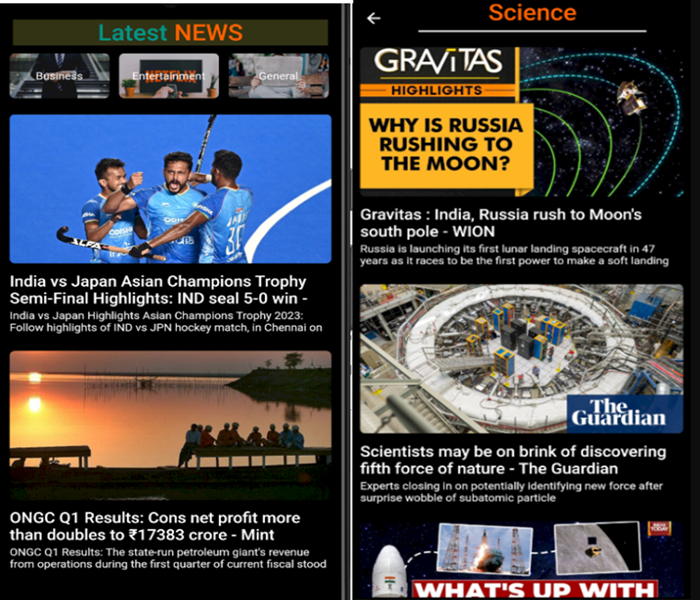 Latest NEWS
Business
Entertainment
General
ODISHA
30
ALFA
India vs Japan Asian Champions Trophy
Semi-Final Highlights: IND seal 5-0 win -
India vs Japan Highlights Asian Champions Trophy 2023:
Follow highlights of IND vs JPN hockey match, in Chennai on
ONGC Q1 Results: Cons net profit more
than doubles to ₹17383 crore - Mint
ONGC Q1 Results: The state-run petroleum giant's revenue
from operations during the first quarter of current fiscal stood
Science
GRAVITAS
HIGHLIGHTS
WHY IS RUSSIA
RUSHING TO
THE MOON?
Gravitas : India, Russia rush to Moon's
south pole - WION
Russia is launching its first lunar landing spacecraft in 47
years as it races to be the first power to make a soft landing
The
Guardian
Scientists may be on brink of discovering
fifth force of nature - The Guardian
Experts closing in on potentially identifying new force after
surprise wobble of subatomic particle
INDIA
TODAY
WHAT'S UP WITH